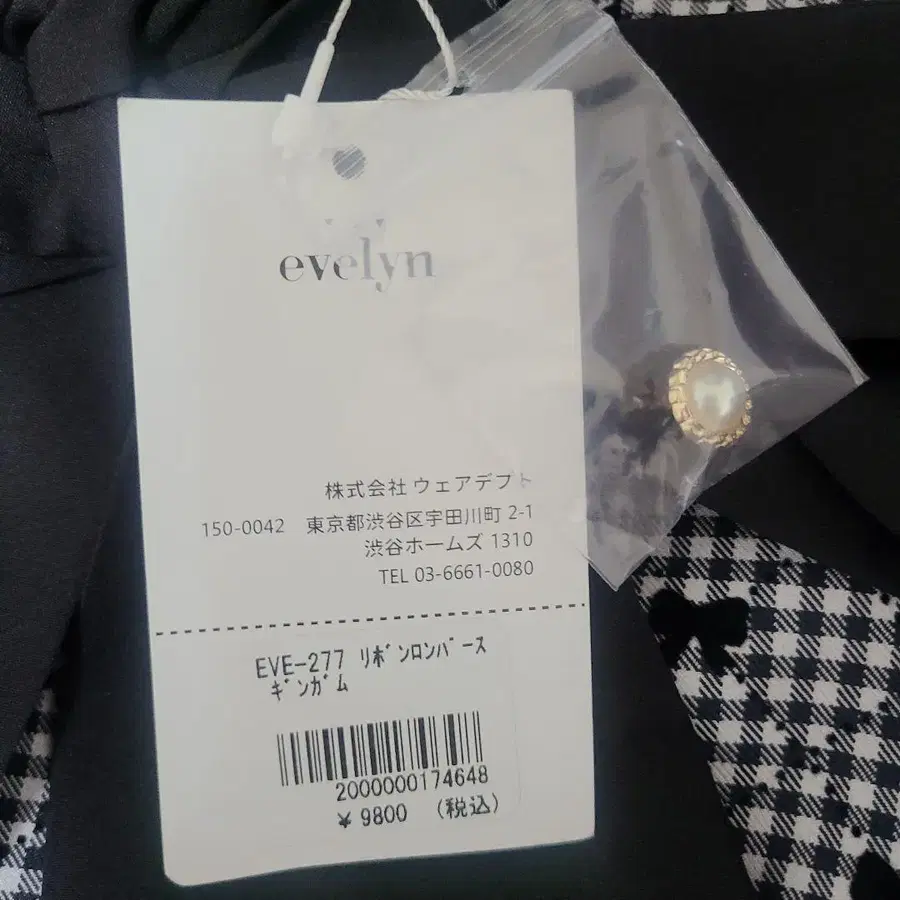 evelyn
株式会社 ウェアデプト
150-0042 東京都渋谷区宇田川町 2-1
渋谷ホームズ 1310
TEL 03-6661-0080
EVE-277 ﾘﾎﾞﾝﾛﾝﾊﾟｰｽ
ｷﾞﾝｶﾞﾑ
2000000174648
¥ 9800 (税込)